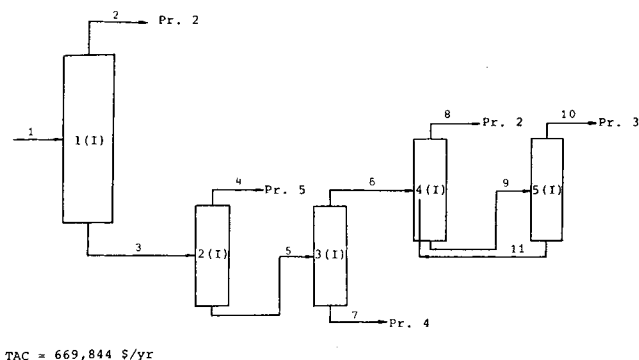 2
Pr. 2
1
1(I)
8
Pr. 2
10
Pr. 3
4
Pr. 5
6
4(I)
9
5(I)
3
2(I)
5
3(I)
11
7
Pr. 4
TAC = 669,844 $/yr